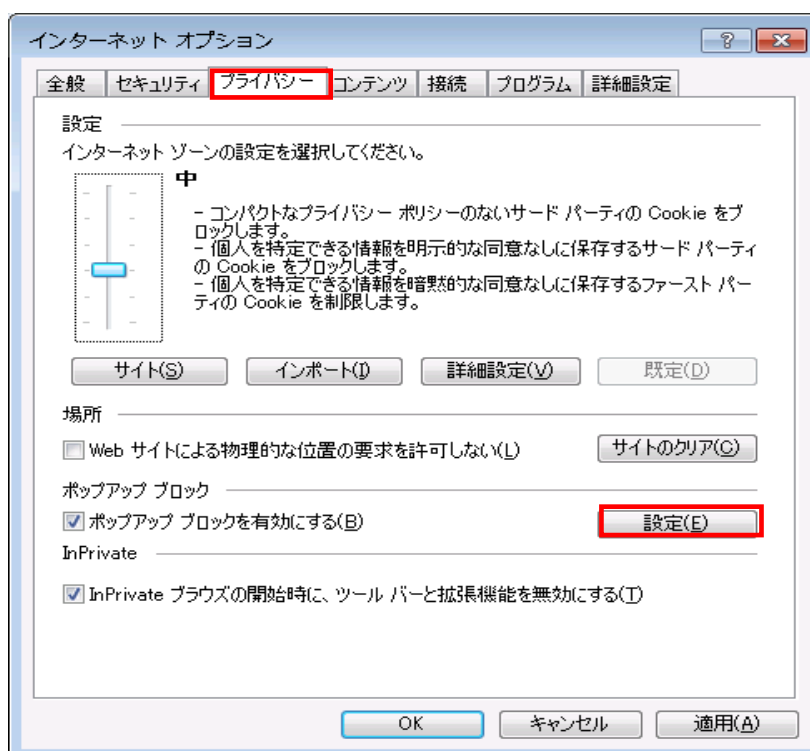 インターネット オプション
全般 セキュリティ プライバシー コンテンツ 接続 プログラム 詳細設定
設定
インターネット ゾーンの設定を選択してください。
中
- コンパクトなプライバシー ポリシーのないサード パーティの Cookie をブ
ロックします。
- 個人を特定できる情報を明示的な同意なしに保存するサード パーティ
の Cookie をブロックします。
- 個人を特定できる情報を暗黙的な同意なしに保存するファースト パー
ティの Cookie を制限します。
サイト(S) インポート(I) 詳細設定(V) 既定(D)
場所
Web サイトによる物理的な位置の要求を許可しない(L) サイトのクリア(C)
ポップアップ ブロック
ポップアップ ブロックを有効にする(B) 設定(E)
InPrivate
InPrivate ブラウズの開始時に、ツール バーと拡張機能を無効にする(T)
OK キャンセル 適用(A)